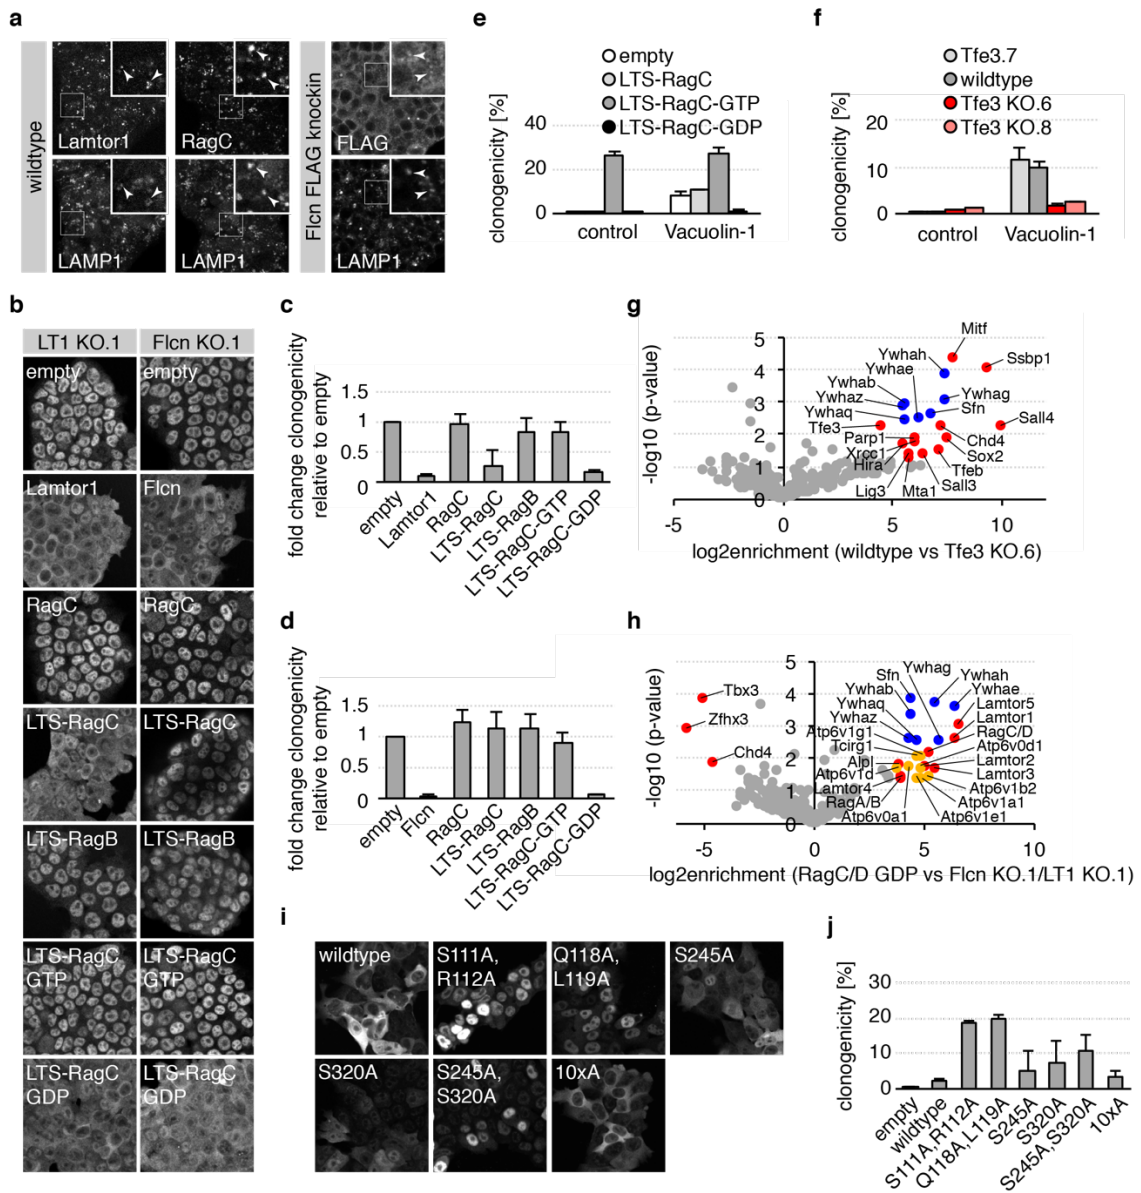 a
wildtype
Lamtor1
RagC
LAMP1
LAMP1
Flcn FLAG knockin
FLAG
LAMP1
e
empty
LTS-RagC
LTS-RagC-GTP
LTS-RagC-GDP
clonogenicity [%]
40
20
0
control
Vacuolin-1
f
Tfe3.7
wildtype
Tfe3 KO.6
Tfe3 KO.8
clonogenicity [%]
20
10
0
control
Vacuolin-1
b
LT1 KO.1
Flcn KO.1
empty
empty
Lamtor1
Flcn
RagC
RagC
LTS-RagC
LTS-RagC
LTS-RagB
LTS-RagB
LTS-RagC
GTP
LTS-RagC
GTP
LTS-RagC
GDP
LTS-RagC
GDP
c
fold change clonogenicity
relative to empty
1.5
1
0.5
0
empty
Lamtor1
RagC
LTS-RagC
LTS-RagB
LTS-RagC-GTP
LTS-RagC-GDP
d
fold change clonogenicity
relative to empty
1.5
1
0.5
0
empty
Flcn
RagC
LTS-RagC
LTS-RagB
LTS-RagC-GTP
LTS-RagC-GDP
g
-log10 (p-value)
5
4
3
2
1
0
-5
0
5
10
Mitf
Ssbp1
Ywhah
Ywhae
Ywhab
Ywhaz
Ywhaq
Tfe3
Ywhag
Sfn
Sall4
Parp1
Xrcc1
Hira
Chd4
Sox2
Tfeb
Lig3
Mta1
Sall3
log2enrichment (wildtype vs Tfe3 KO.6)
h
-log10 (p-value)
5
4
3
2
1
0
-5
0
5
10
Tbx3
Zfhx3
Chd4
Ywhag
Sfn
Ywhab
Ywhaq
Ywhaz
Atp6v1g1
Tcirg1
Alpl
Atp6v1d
Lamtor4
RagA/B
Atp6v0a1
Ywhah
Ywhae
Lamtor5
Lamtor1
RagC/D
Atp6v0d1
Lamtor2
Lamtor3
Atp6v1b2
Atp6v1a1
Atp6v1e1
log2enrichment (RagC/D GDP vs Flcn KO.1/LT1 KO.1)
i
wildtype
S111A,
R112A
Q118A,
L119A
S245A
S320A
S245A,
S320A
10xA
j
clonogenicity [%]
30
20
10
0
empty
wildtype
S111A,R112A
Q118A,L119A
S245A
S320A
S245A,S320A
10xA